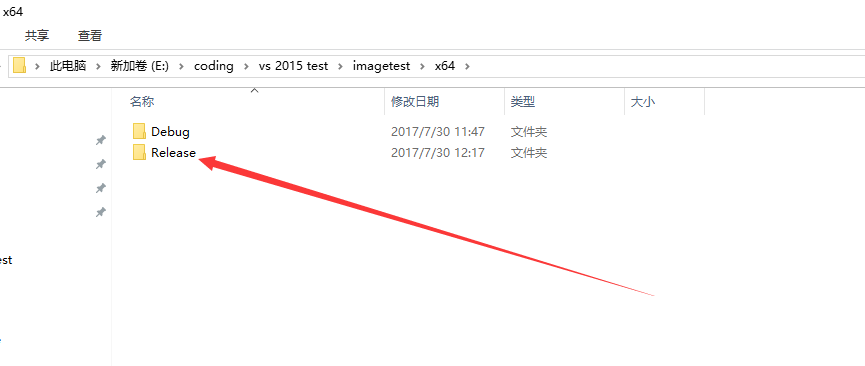 x64
共享 查看
此电脑 新加卷 (E:) coding vs 2015 test imagetest x64
名称 修改日期 类型 大小
Debug 2017/7/30 11:47 文件夹
Release 2017/7/30 12:17 文件夹
est